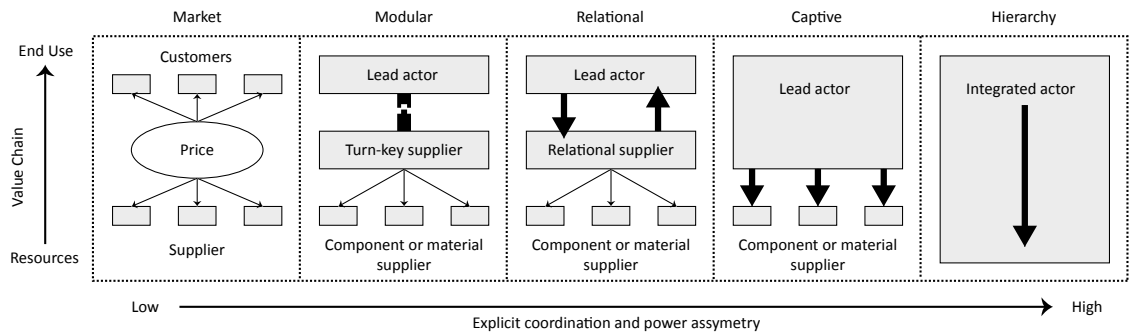 Market
Modular
Relational
Captive
Hierarchy
End Use
Value Chain
Resources
Customers
Price
Supplier
Lead actor
Turn-key supplier
Component or material
supplier
Lead actor
Relational supplier
Component or material
supplier
Lead actor
Component or material
supplier
Integrated actor
Low
High
Explicit coordination and power assymetry